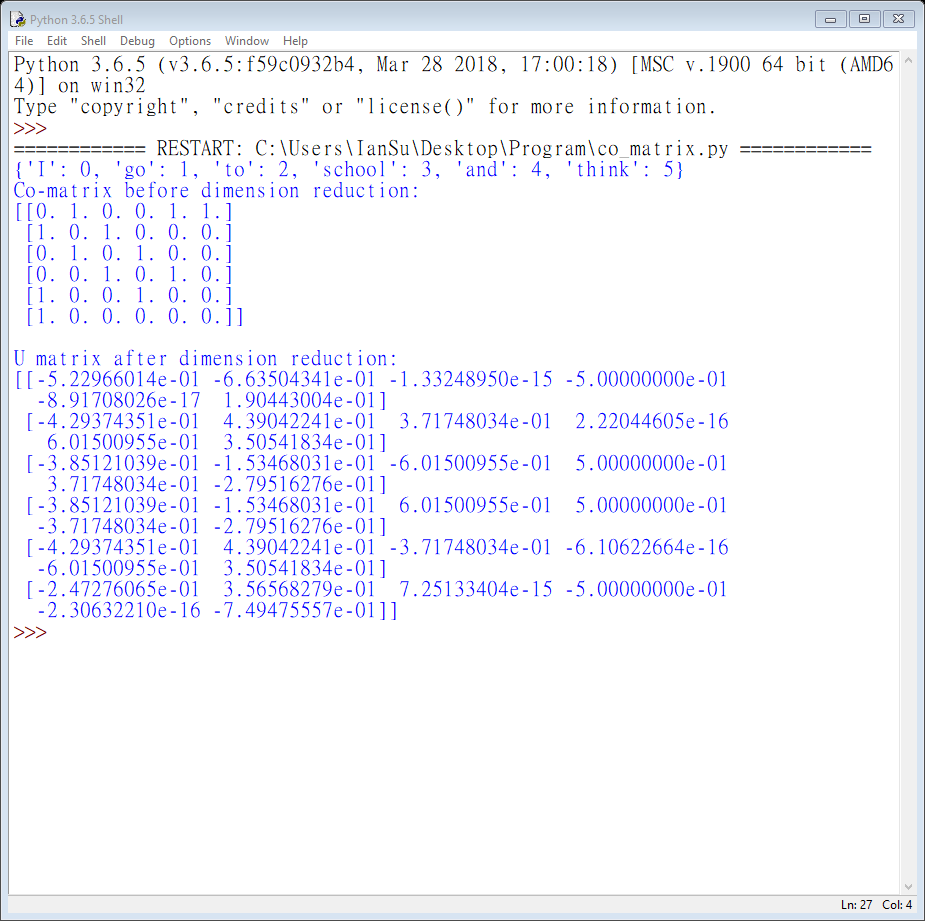 Python 3.6.5 Shell
File Edit Shell Debug Options Window Help
Python 3.6.5 (v3.6.5:f59c0932b4, Mar 28 2018, 17:00:18) [MSC v.1900 64 bit (AMD6
4)] on win32
Type "copyright", "credits" or "license()" for more information.
>>>
============ RESTART: C:\Users\IanSu\Desktop\Program\co_matrix.py ============
{'I': 0, 'go': 1, 'to': 2, 'school': 3, 'and': 4, 'think': 5}
Co-matrix before dimension reduction:
[[0. 1. 0. 0. 1. 1.]
 [1. 0. 1. 0. 0. 0.]
 [0. 1. 0. 1. 0. 0.]
 [0. 0. 1. 0. 1. 0.]
 [1. 0. 0. 1. 0. 0.]
 [1. 0. 0. 0. 0. 0.]]
U matrix after dimension reduction:
[[-5.22966014e-01 -6.63504341e-01 -1.33248950e-15 -5.00000000e-01
  -8.91708026e-17  1.90443004e-01]
 [-4.29374351e-01  4.39042241e-01  3.71748034e-01  2.22044605e-16
   6.01500955e-01  3.50541834e-01]
 [-3.85121039e-01 -1.53468031e-01 -6.01500955e-01  5.00000000e-01
   3.71748034e-01 -2.79516276e-01]
 [-3.85121039e-01 -1.53468031e-01  6.01500955e-01  5.00000000e-01
  -3.71748034e-01 -2.79516276e-01]
 [-4.29374351e-01  4.39042241e-01 -3.71748034e-01 -6.10622664e-16
  -6.01500955e-01  3.50541834e-01]
 [-2.47276065e-01  3.56568279e-01  7.25133404e-15 -5.00000000e-01
  -2.30632210e-16 -7.49475557e-01]]
>>>
Ln: 27 Col: 4